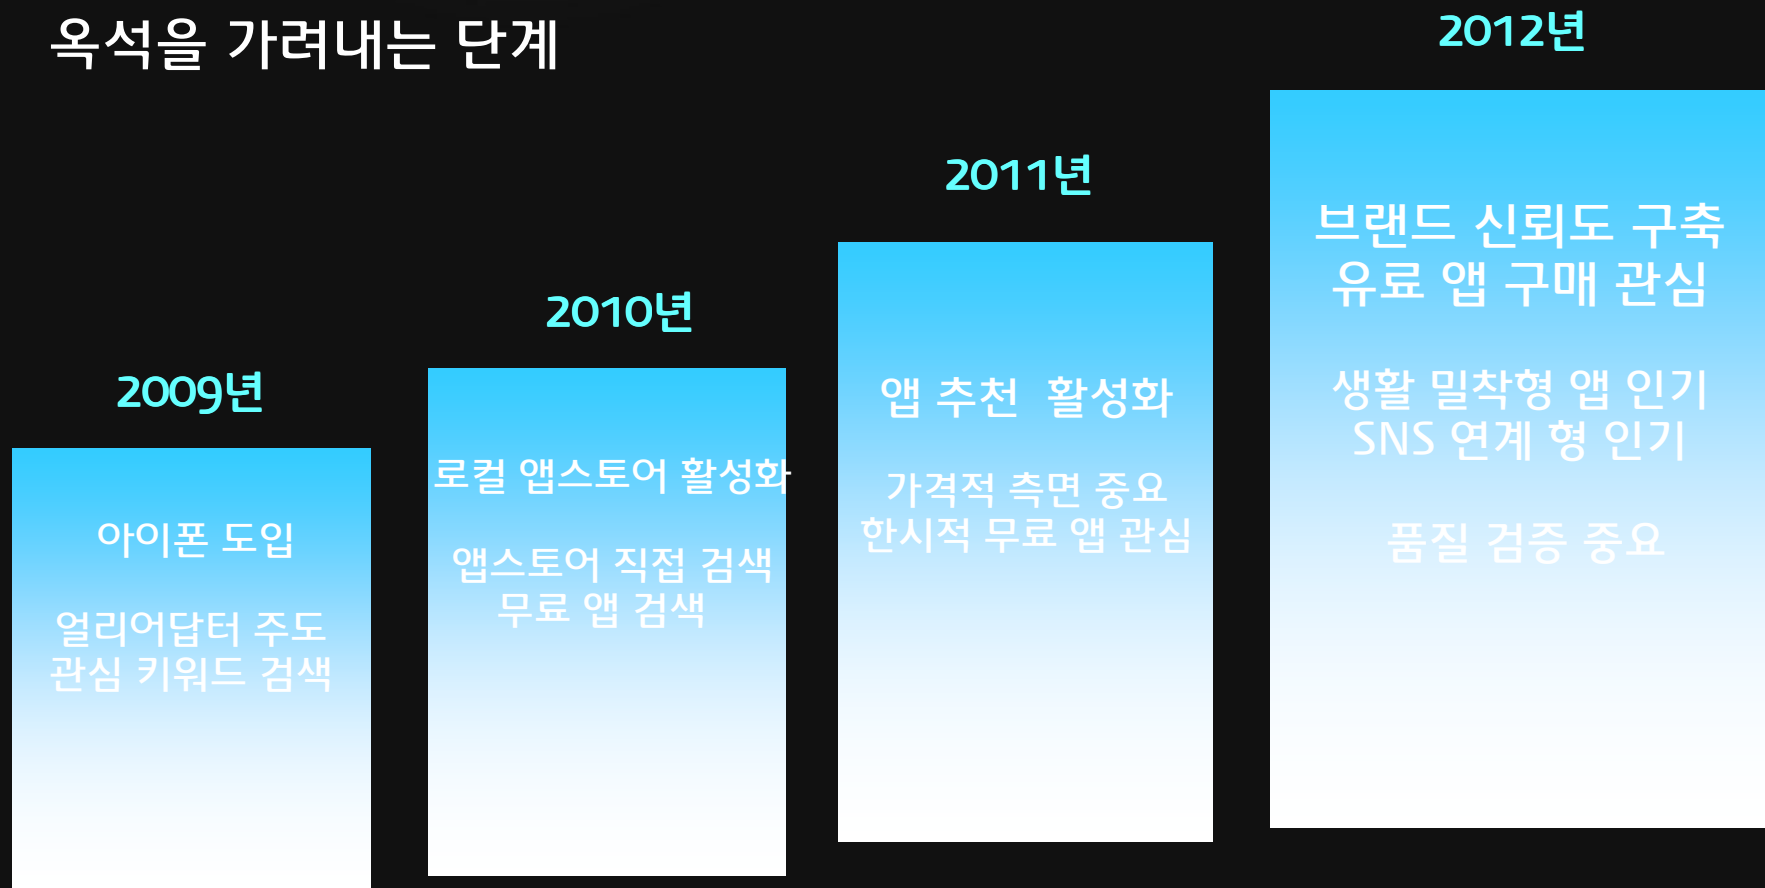 옥석을 가려내는 단계
2009년
아이폰 도입
얼리어답터 주도
관심 키워드 검색
2010년
로컬 앱스토어 활성화
앱스토어 직접 검색
무료 앱 검색
2011년
앱 추천 활성화
가격적 측면 중요
한시적 무료 앱 관심
2012년
브랜드 신뢰도 구축
유료 앱 구매 관심
생활 밀착형 앱 인기
SNS 연계 형 인기
품질 검증 중요